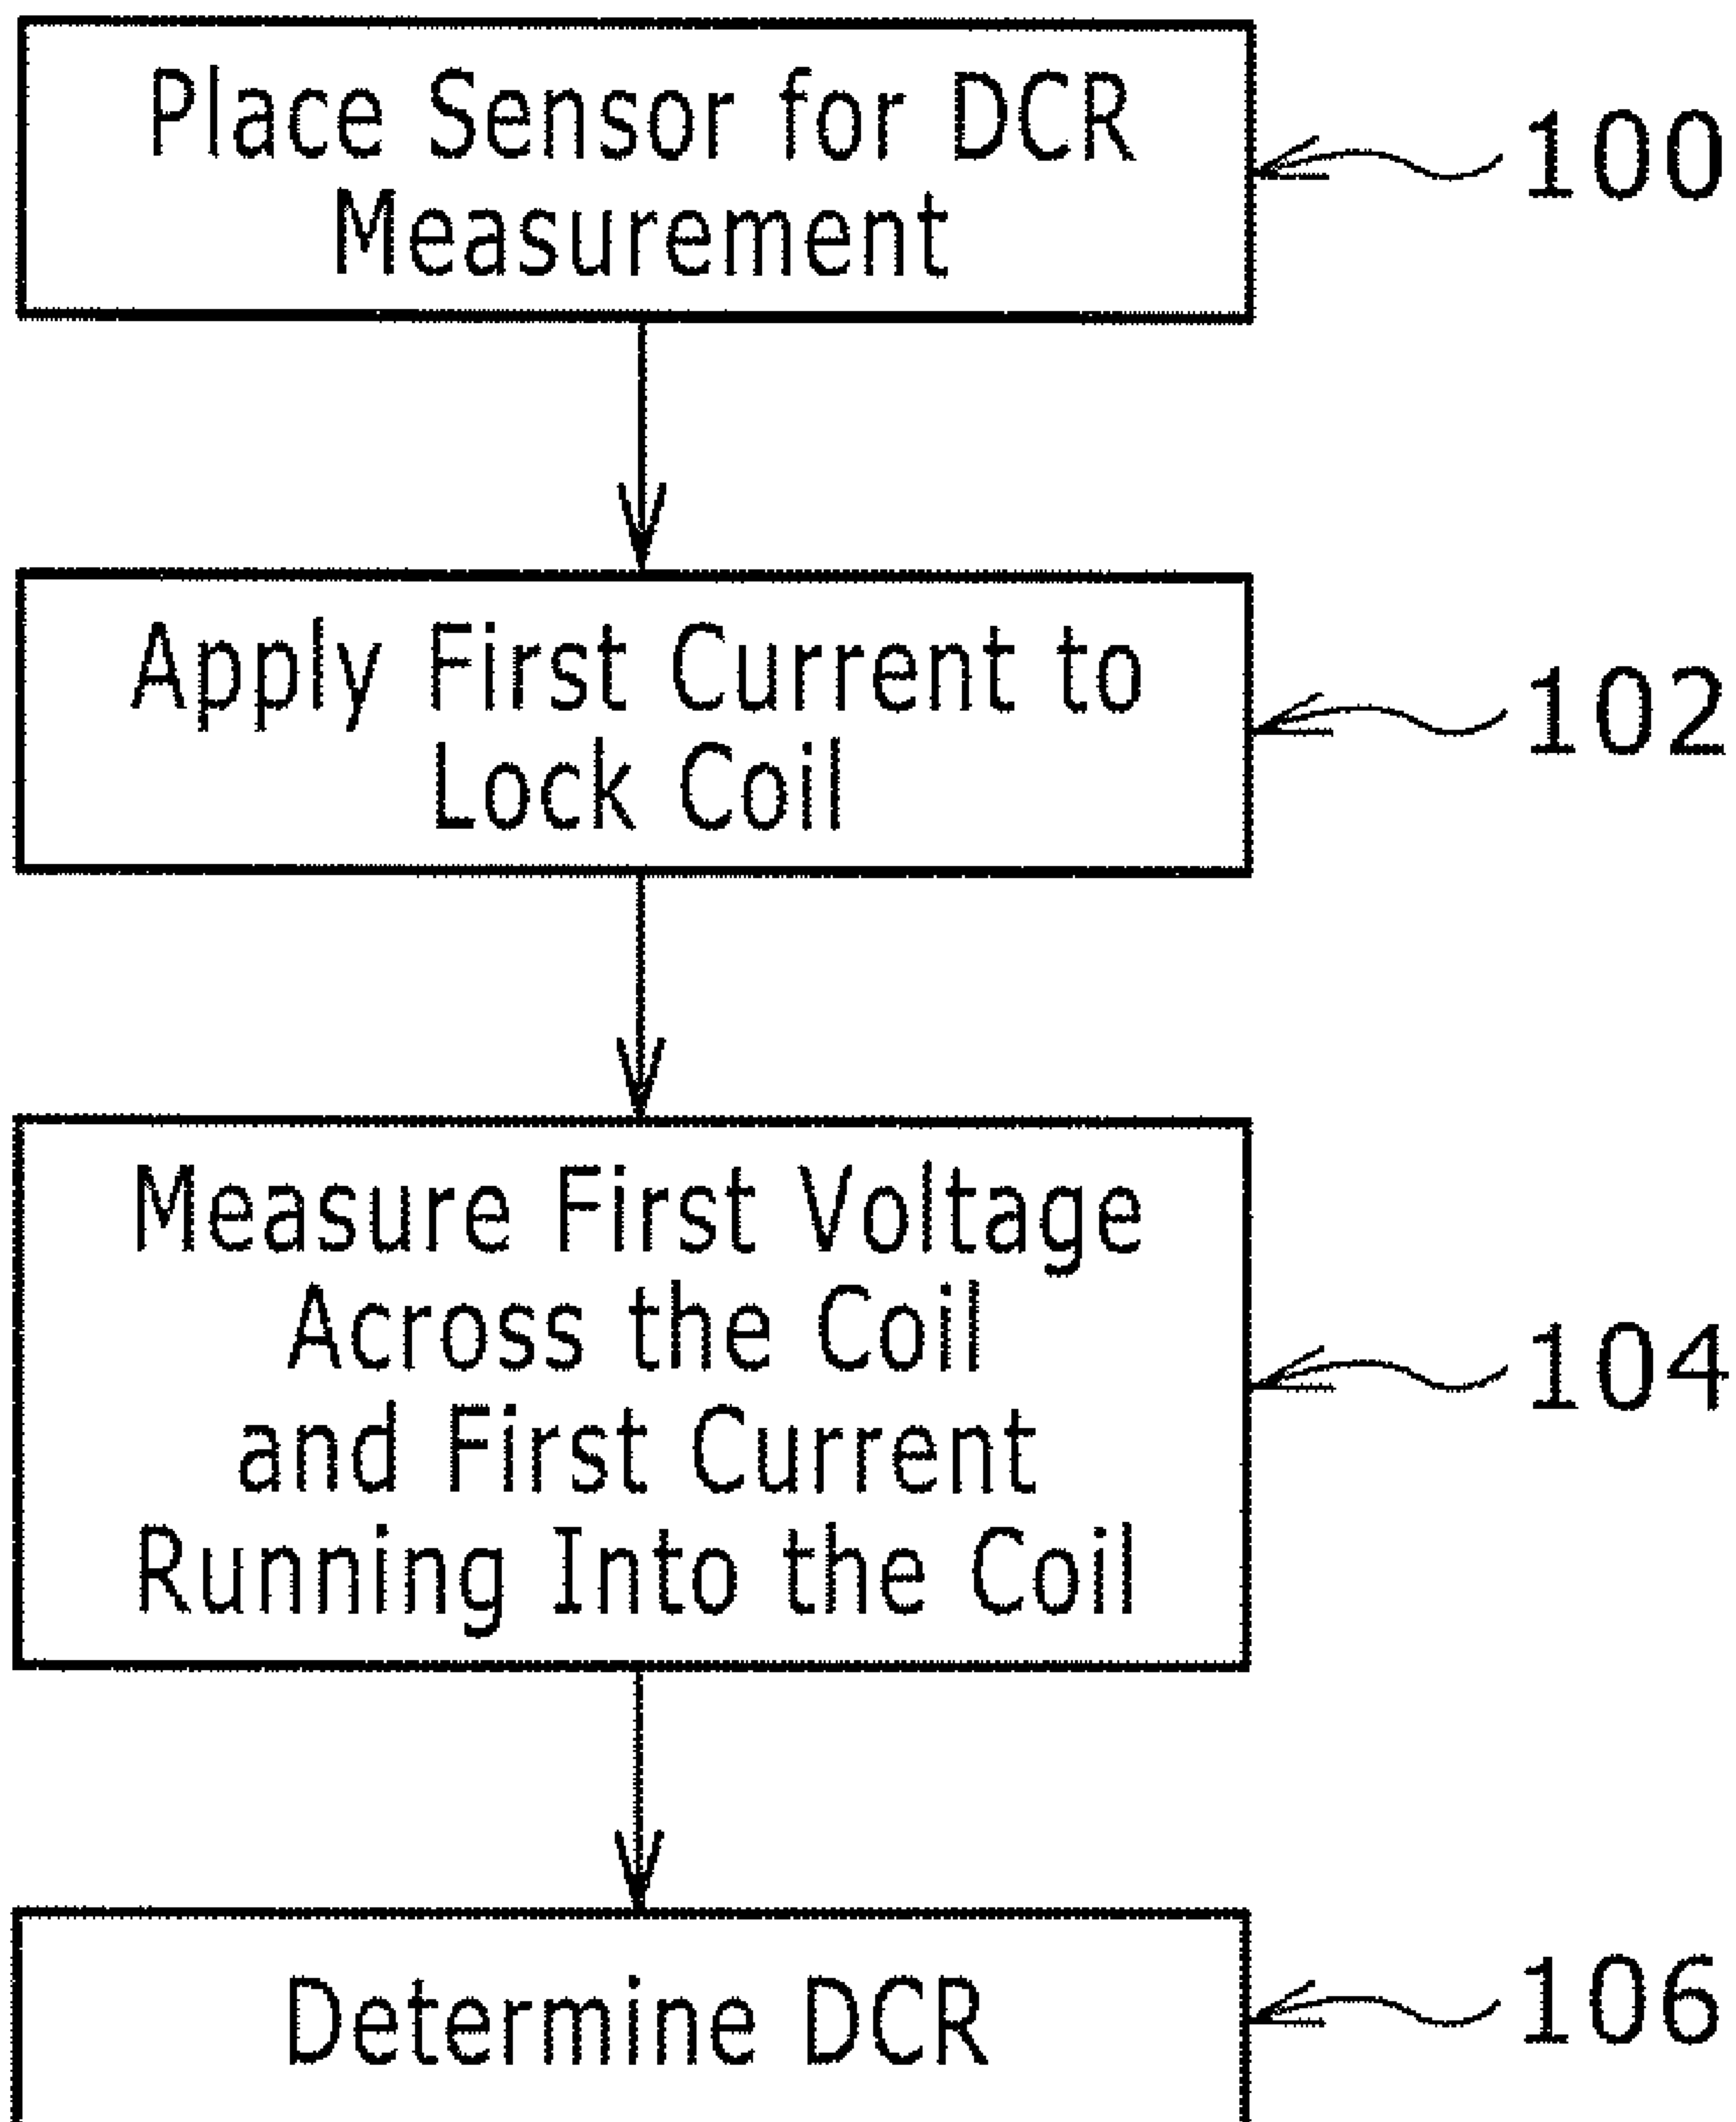 Place Sensor for DCR
Measurement
100
Apply First Current to
Lock Coil
102
Measure First Voltage
Across the Coil
and First Current
Running Into the Coil
104
Determine DCR
106